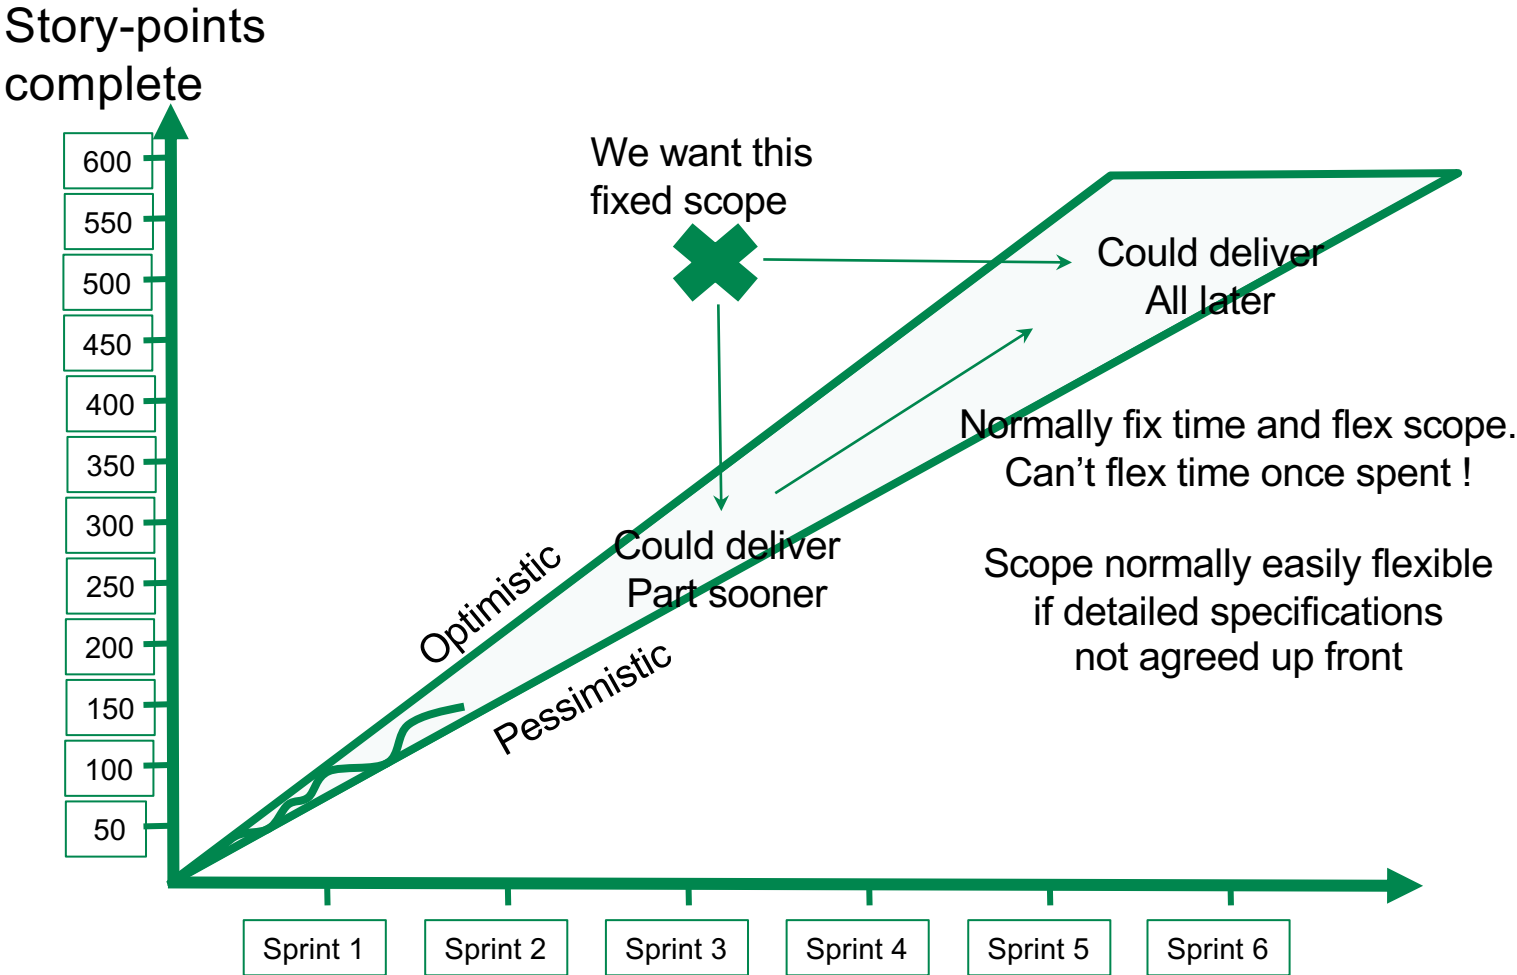 Story-points
complete
600
550
500
450
400
350
300
250
200
150
100
50
We want this
fixed scope
Could deliver
All later
Normally fix time and flex scope.
Can’t flex time once spent !
Could deliver
Part sooner
Scope normally easily flexible
if detailed specifications
not agreed up front
Optimistic
Pessimistic
Sprint 1
Sprint 2
Sprint 3
Sprint 4
Sprint 5
Sprint 6